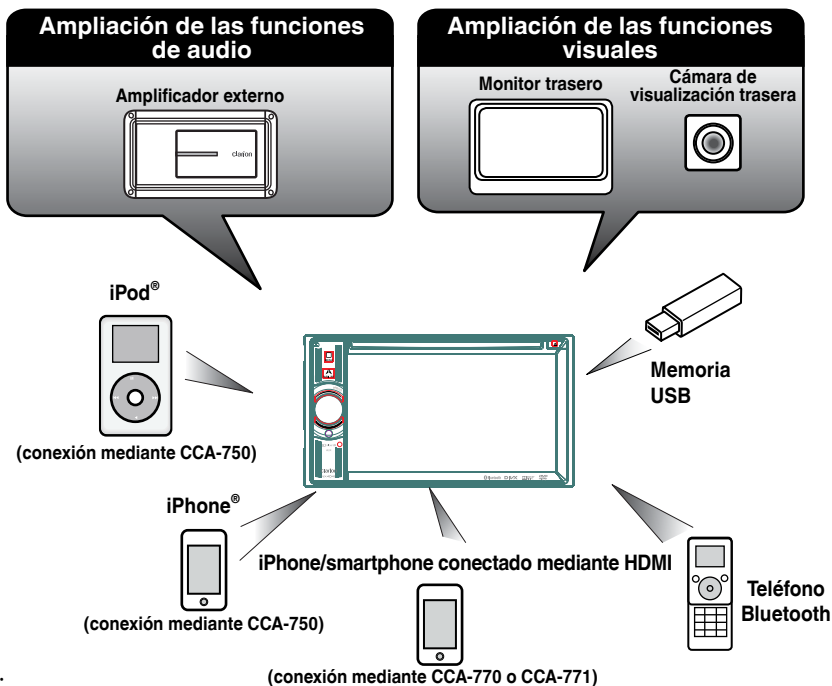 Ampliación de las funciones
de audio
Amplificador externo
clarion
Ampliación de las funciones
visuales
Monitor trasero
Cámara de
visualización trasera
iPod®
(conexión mediante CCA-750)
Memoria
USB
iPhone®
(conexión mediante CCA-750)
iPhone/smartphone conectado mediante HDMI
(conexión mediante CCA-770 o CCA-771)
Teléfono
Bluetooth
.